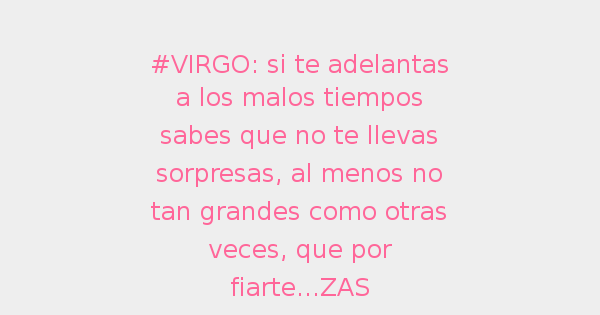 #VIRGO: si te adelantas
a los malos tiempos
sabes que no te llevas
sorpresas, al menos no
tan grandes como otras
veces, que por
fiarte...ZAS